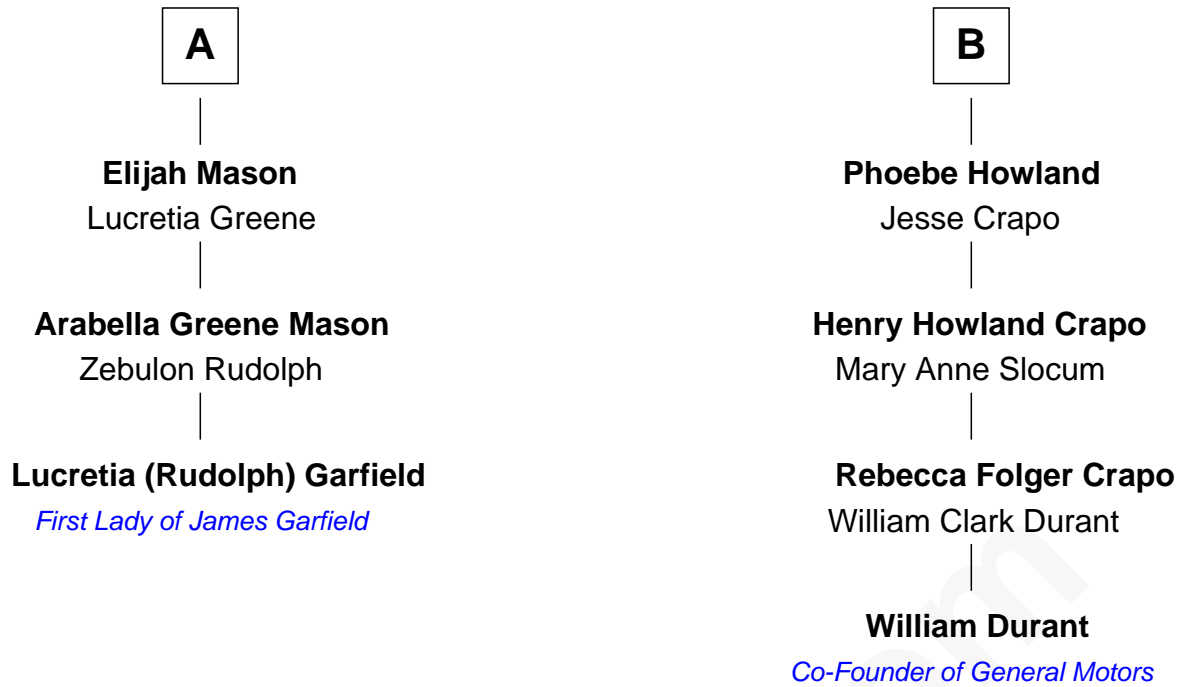 A
Elijah Mason
Lucretia Greene
Arabella Greene Mason
Zebulon Rudolph
Lucretia (Rudolph) Garfield
First Lady of James Garfield
B
Phoebe Howland
Jesse Crapo
Henry Howland Crapo
Mary Anne Slocum
Rebecca Folger Crapo
William Clark Durant
William Durant
Co-Founder of General Motors